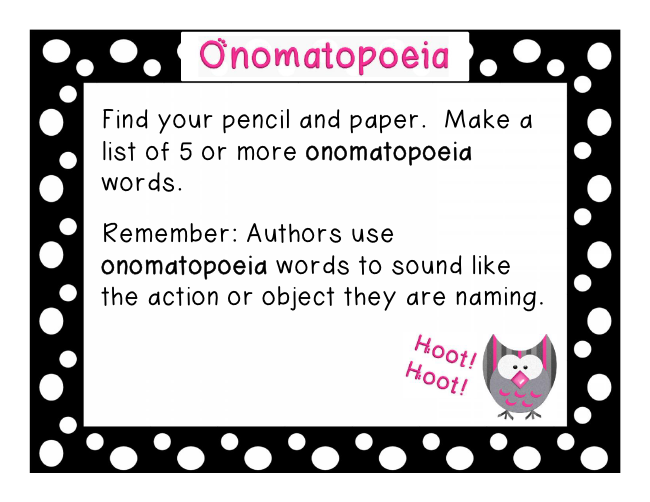 Onomatopoeia
Find your pencil and paper. Make a
list of 5 or more onomatopoeia
words.
Remember: Authors use
onomatopoeia words to sound like
the action or object they are naming.
Hoot!
Hoot!